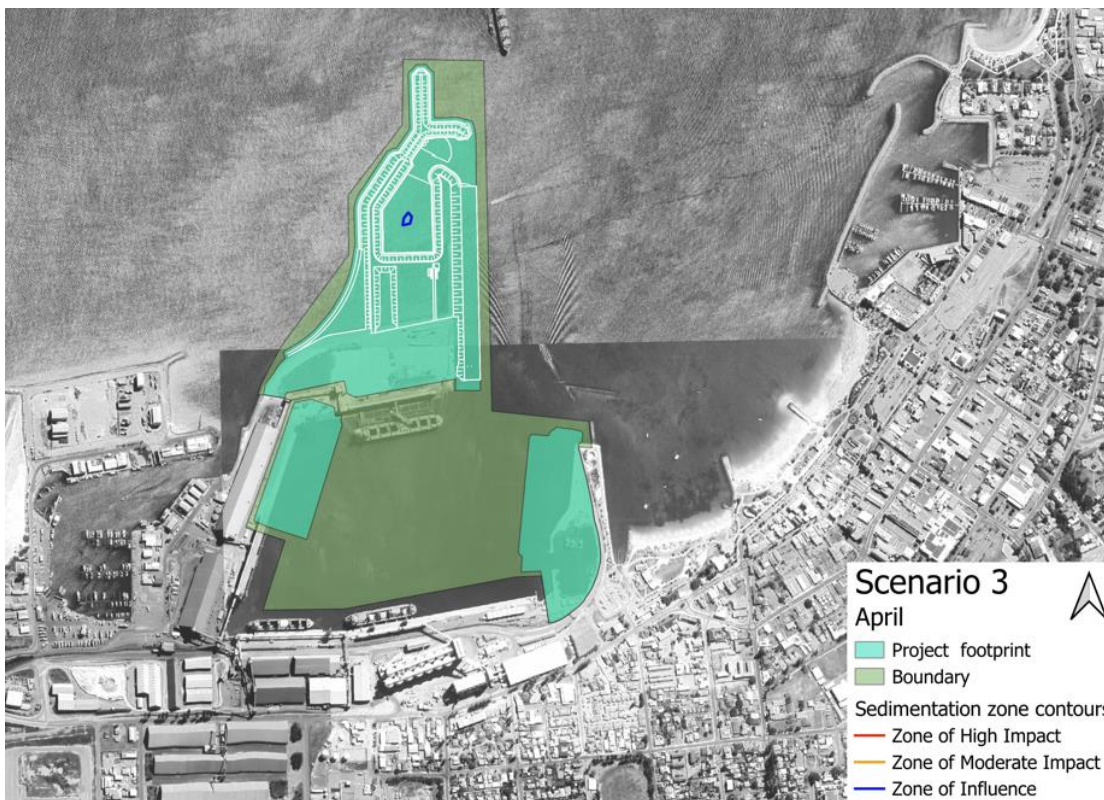 Scenario 3
April
Project footprint
Boundary
Sedimentation zone contours
Zone of High Impact
Zone of Moderate Impact
Zone of Influence